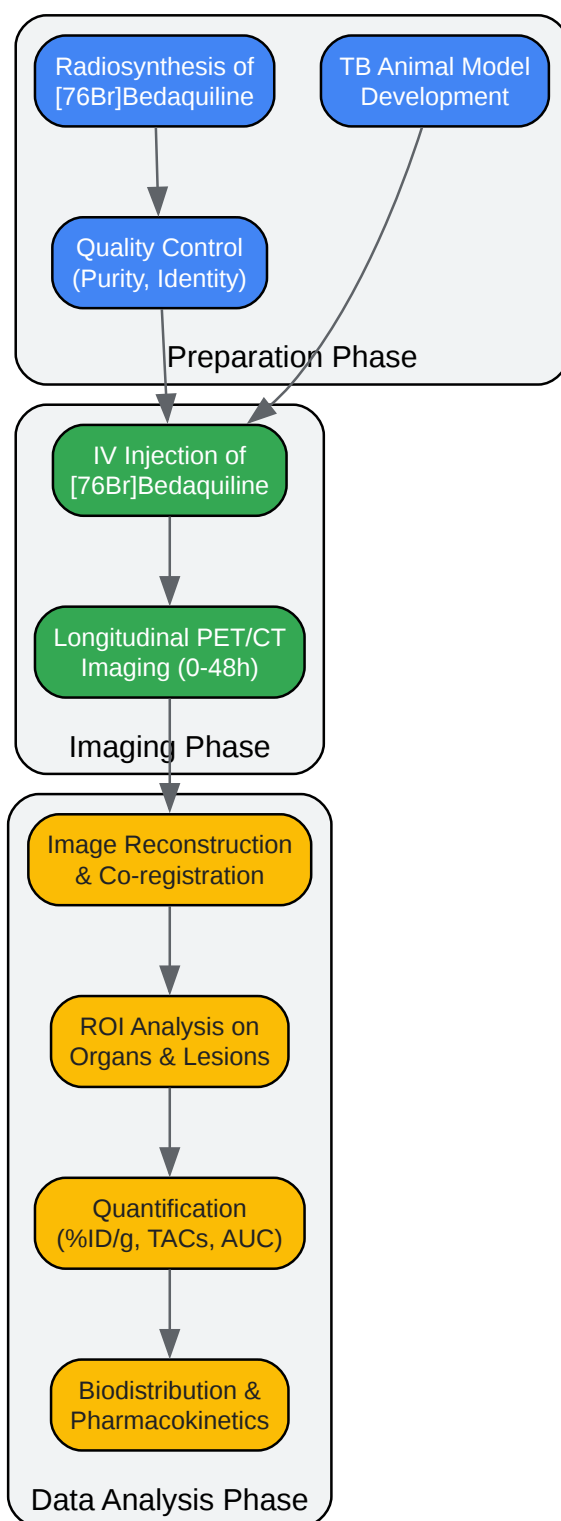 Radiosynthesis of
[76Br]Bedaquiline
TB Animal Model
Development
Quality Control
(Purity, Identity)
Preparation Phase
IV Injection of
[76Br]Bedaquiline
Longitudinal PET/CT
Imaging (0-48h)
Imaging Phase
Image Reconstruction
& Co-registration
ROI Analysis on
Organs & Lesions
Quantification
(%ID/g, TACs, AUC)
Biodistribution &
Pharmacokinetics
Data Analysis Phase